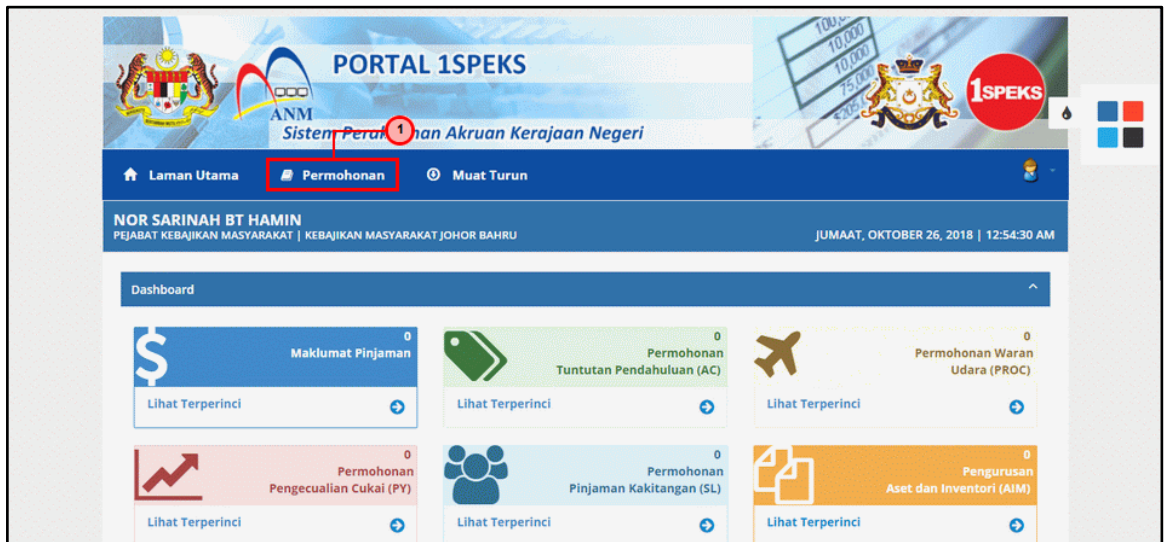 PORTAL 1SPEKS
ANM
1SPEKS
1
Sistem Perakaunan Akruan Kerajaan Negeri
Laman Utama Permohonan Muat Turun
NOR SARINAH BT HAMIN
PEJABAT KEBAJIKAN MASYARAKAT | KEBAJIKAN MASYARAKAT JOHOR BAHRU JUMAAT, OKTOBER 26, 2018 | 12:54:30 AM
Dashboard
0
Maklumat Pinjaman
Lihat Terperinci
0
Permohonan
Tuntutan Pendahuluan (AC)
Lihat Terperinci
0
Permohonan Waran
Udara (PROC)
Lihat Terperinci
0
Permohonan
Pengecualian Cukai (PY)
Lihat Terperinci
0
Permohonan
Pinjaman Kakitangan (SL)
Lihat Terperinci
0
Pengurusan
Aset dan Inventori (AIM)
Lihat Terperinci